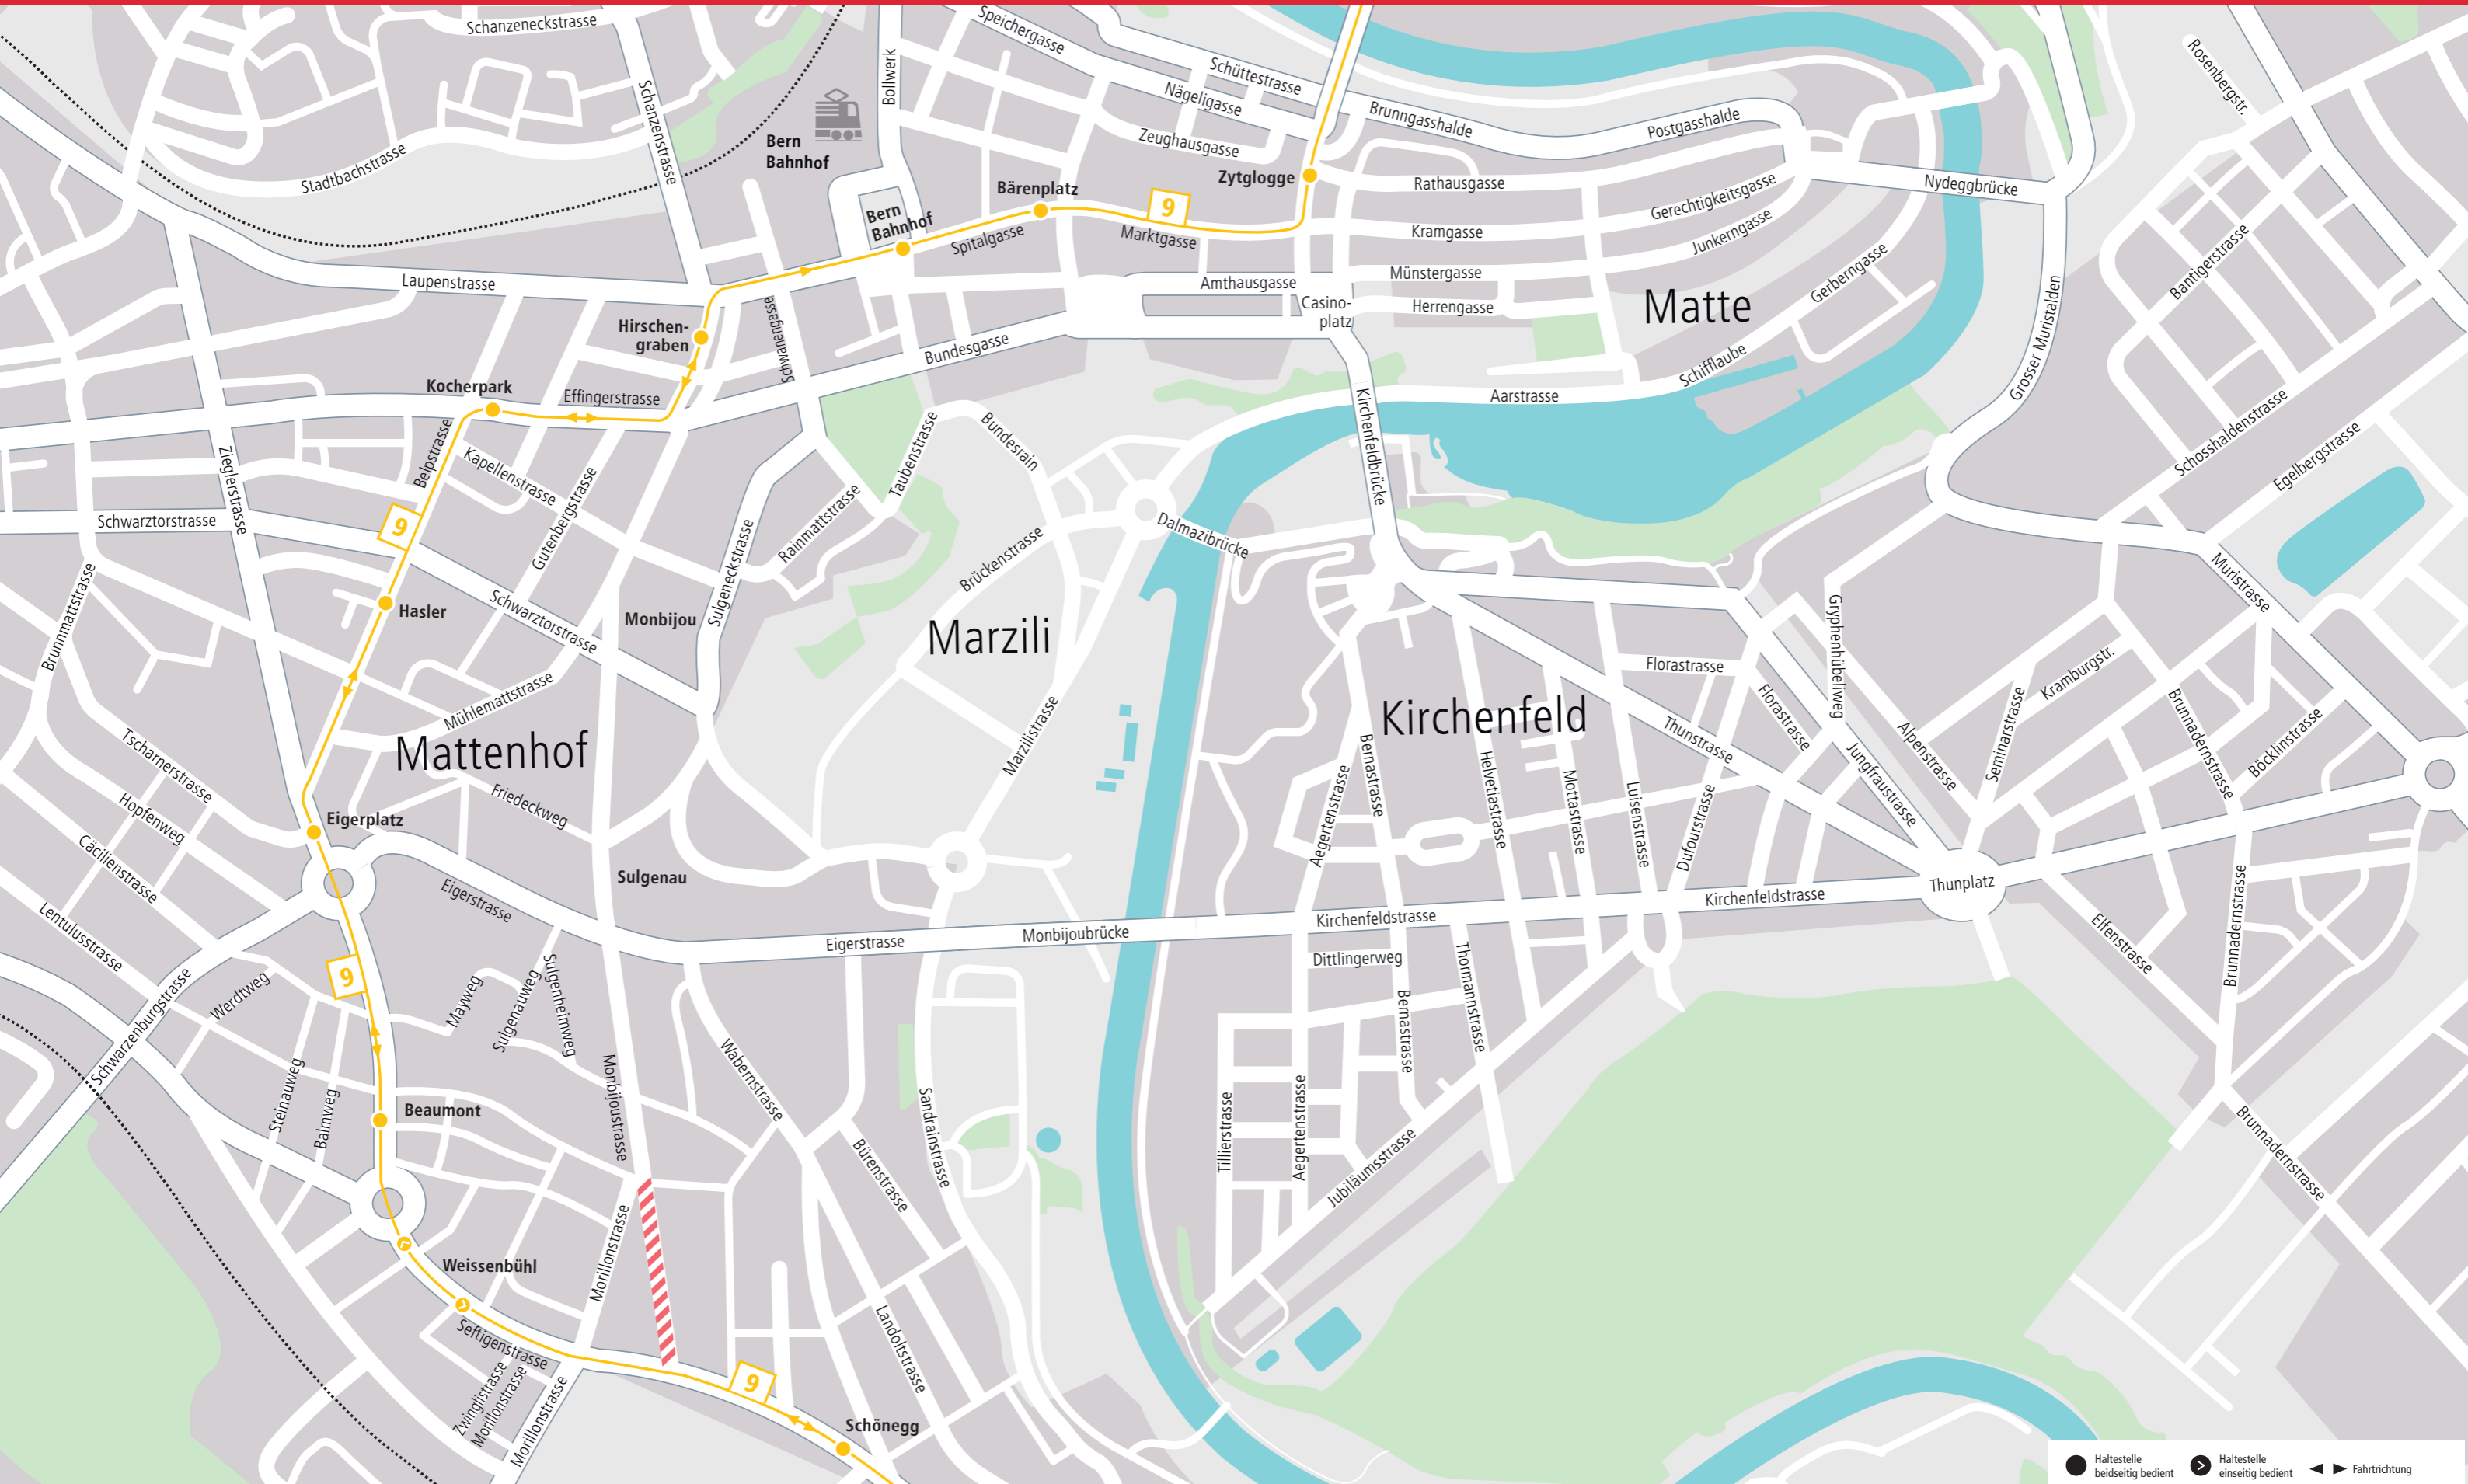 Schanzeneckstrasse
Speichergasse
Schüttestrasse
Rosenbergstr.
Bollwerk
Schanzenstrasse
Nägeligasse
Brunngasshalde
Postgasshalde
Bern
Bahnhof
Zeughausgasse
Stadtbachstrasse
Zytglogge
Rathausgasse
Nydeggbrücke
Bärenplatz
9
Gerechtigkeitsgasse
Bern
Bahnhof
Spitalgasse
Marktgasse
Kramgasse
Junkerngasse
Bantigerstrasse
Laupenstrasse
Amthausgasse
Münstergasse
Gerberngasse
Casino-
platz
Herrengasse
Matte
Grosser Muristalden
Hirschen-
graben
Schwanengasse
Bundesgasse
Schifflaube
Kocherpark
Effingerstrasse
Aarstrasse
Kirchenfeldbrücke
Schosshaldenstrasse
Egelbergstrasse
Belpstrasse
Zieglerstrasse
Kapellenstrasse
Gutenbergstrasse
Taubenstrasse
Bundesrain
Schwarztorstrasse
9
Rainmattstrasse
Sulgeneckstrasse
Dalmazibrücke
Brückenstrasse
Brunmattstrasse
Hasler
Schwarztorstrasse
Monbijou
Marzili
Muristrasse
Gryphenhübeliweg
Florastrasse
Kramburgstr.
Mühlemattstrasse
Mattenhof
Marzilistrasse
Kirchenfeld
Florastrasse
Thunstrasse
Jungfraustrasse
Alpenstrasse
Seminarstrasse
Brunnadernstrasse
Böcklinstrasse
Tscharnerstrasse
Hopfenweg
Friedeckweg
Aegertenstrasse
Bernastrasse
Helvetiastrasse
Mottastrasse
Luisenstrasse
Dufourstrasse
Eigerplatz
Cäcilienstrasse
Sulgenau
Eigerstrasse
Thunplatz
Lentulusstrasse
Kirchenfeldstrasse
Kirchenfeldstrasse
Eigerstrasse
Monbijoubrücke
Elfenstrasse
Brunnadernstrasse
Dittlingerweg
9
Werdtweg
Mayweg
Sulgenauweg
Sulgenheimweg
Bernastrasse
Thormannstrasse
Schwarzenburgstrasse
Wabernstrasse
Steinauweg
Balmweg
Beaumont
Monbijoustrasse
Sandrainstrasse
Tillierstrasse
Aegertenstrasse
Bürenstrasse
Jubiläumsstrasse
Brunnadernstrasse
Weissenbühl
Morillonstrasse
Seftigenstrasse
Landoltstrasse
Zwinglistrasse
Morillonstrasse
Morillonstrasse
9
Schönegg
Haltestelle
beidseitig bedient
Haltestelle
einseitig bedient
Fahrtrichtung